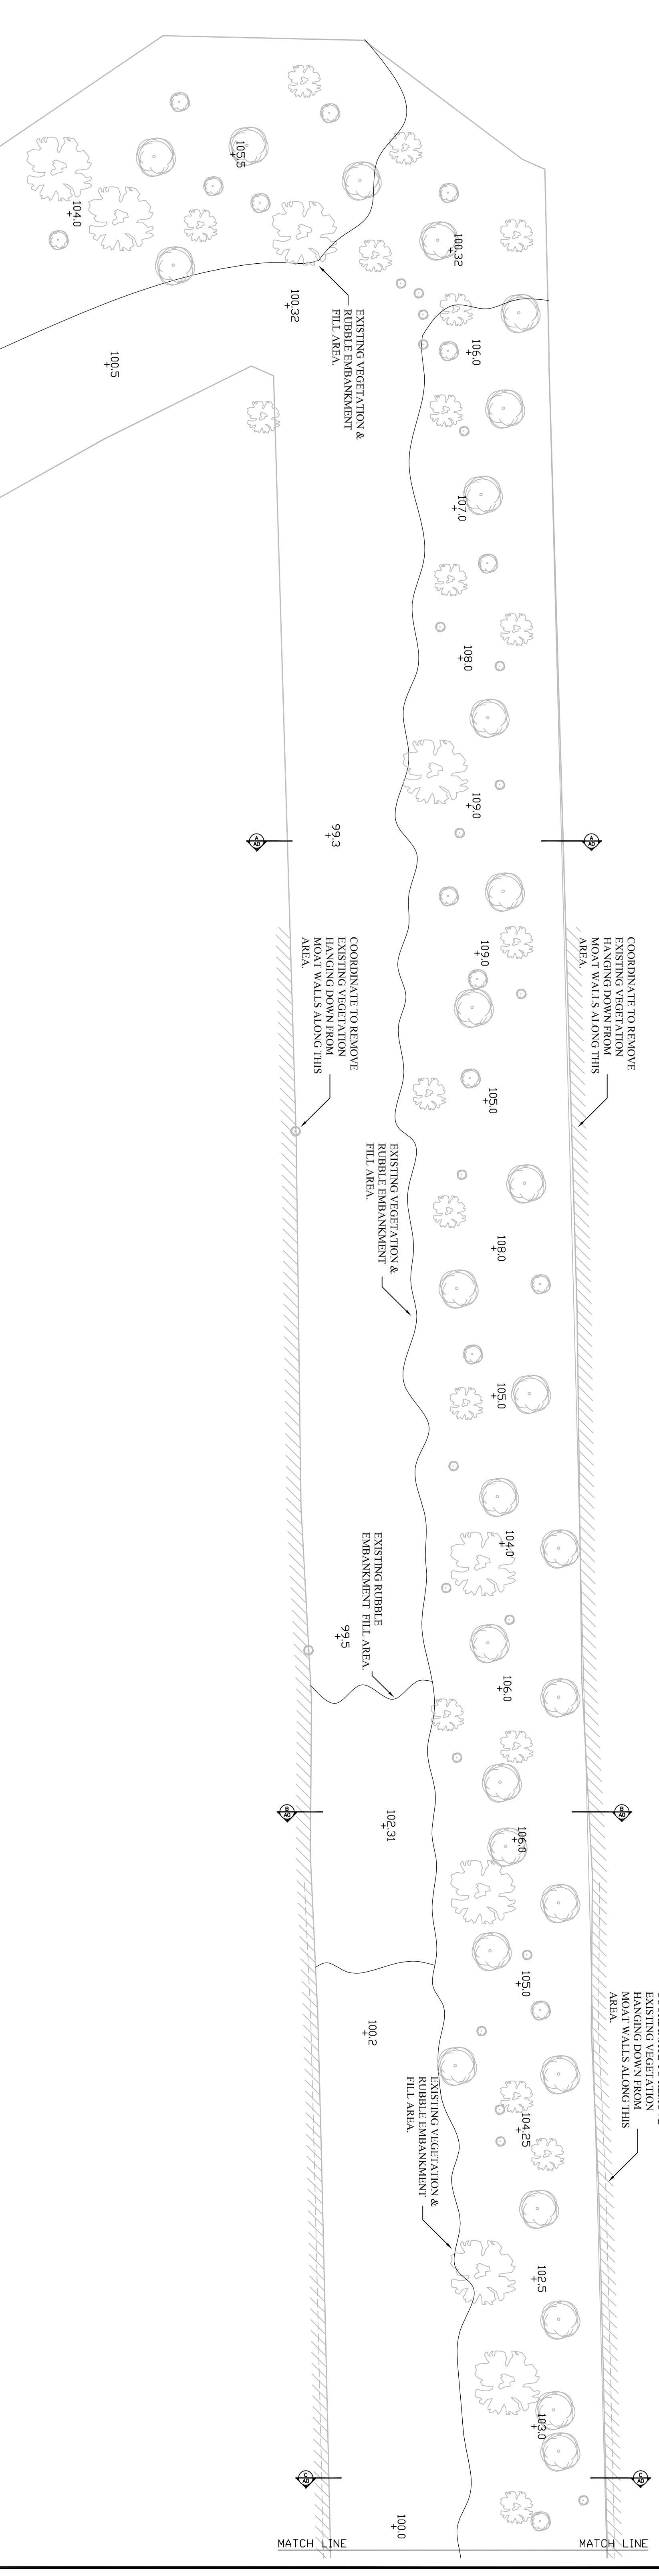 105.5
104.0
100.32
EXISTING VEGETATION &
RUBBLE EMBANKMENT
FILL AREA.
100.32
106.0
100.5
107.0
108.0
109.0
99.3
COORDINATE TO REMOVE
EXISTING VEGETATION
HANGING DOWN FROM
MOAT WALLS ALONG THIS
AREA.
COORDINATE TO REMOVE
EXISTING VEGETATION
HANGING DOWN FROM
MOAT WALLS ALONG THIS
AREA.
109.0
105.0
EXISTING VEGETATION &
RUBBLE EMBANKMENT
FILL AREA.
108.0
105.0
104.0
EXISTING RUBBLE
EMBANKMENT FILL AREA.
99.5
106.0
102.31
106.0
105.0
EXISTING VEGETATION
HANGING DOWN FROM
MOAT WALLS ALONG THIS
AREA.
100.2
104.25
EXISTING VEGETATION &
RUBBLE EMBANKMENT
FILL AREA.
102.5
103.0
100.0
MATCH LINE
MATCH LINE